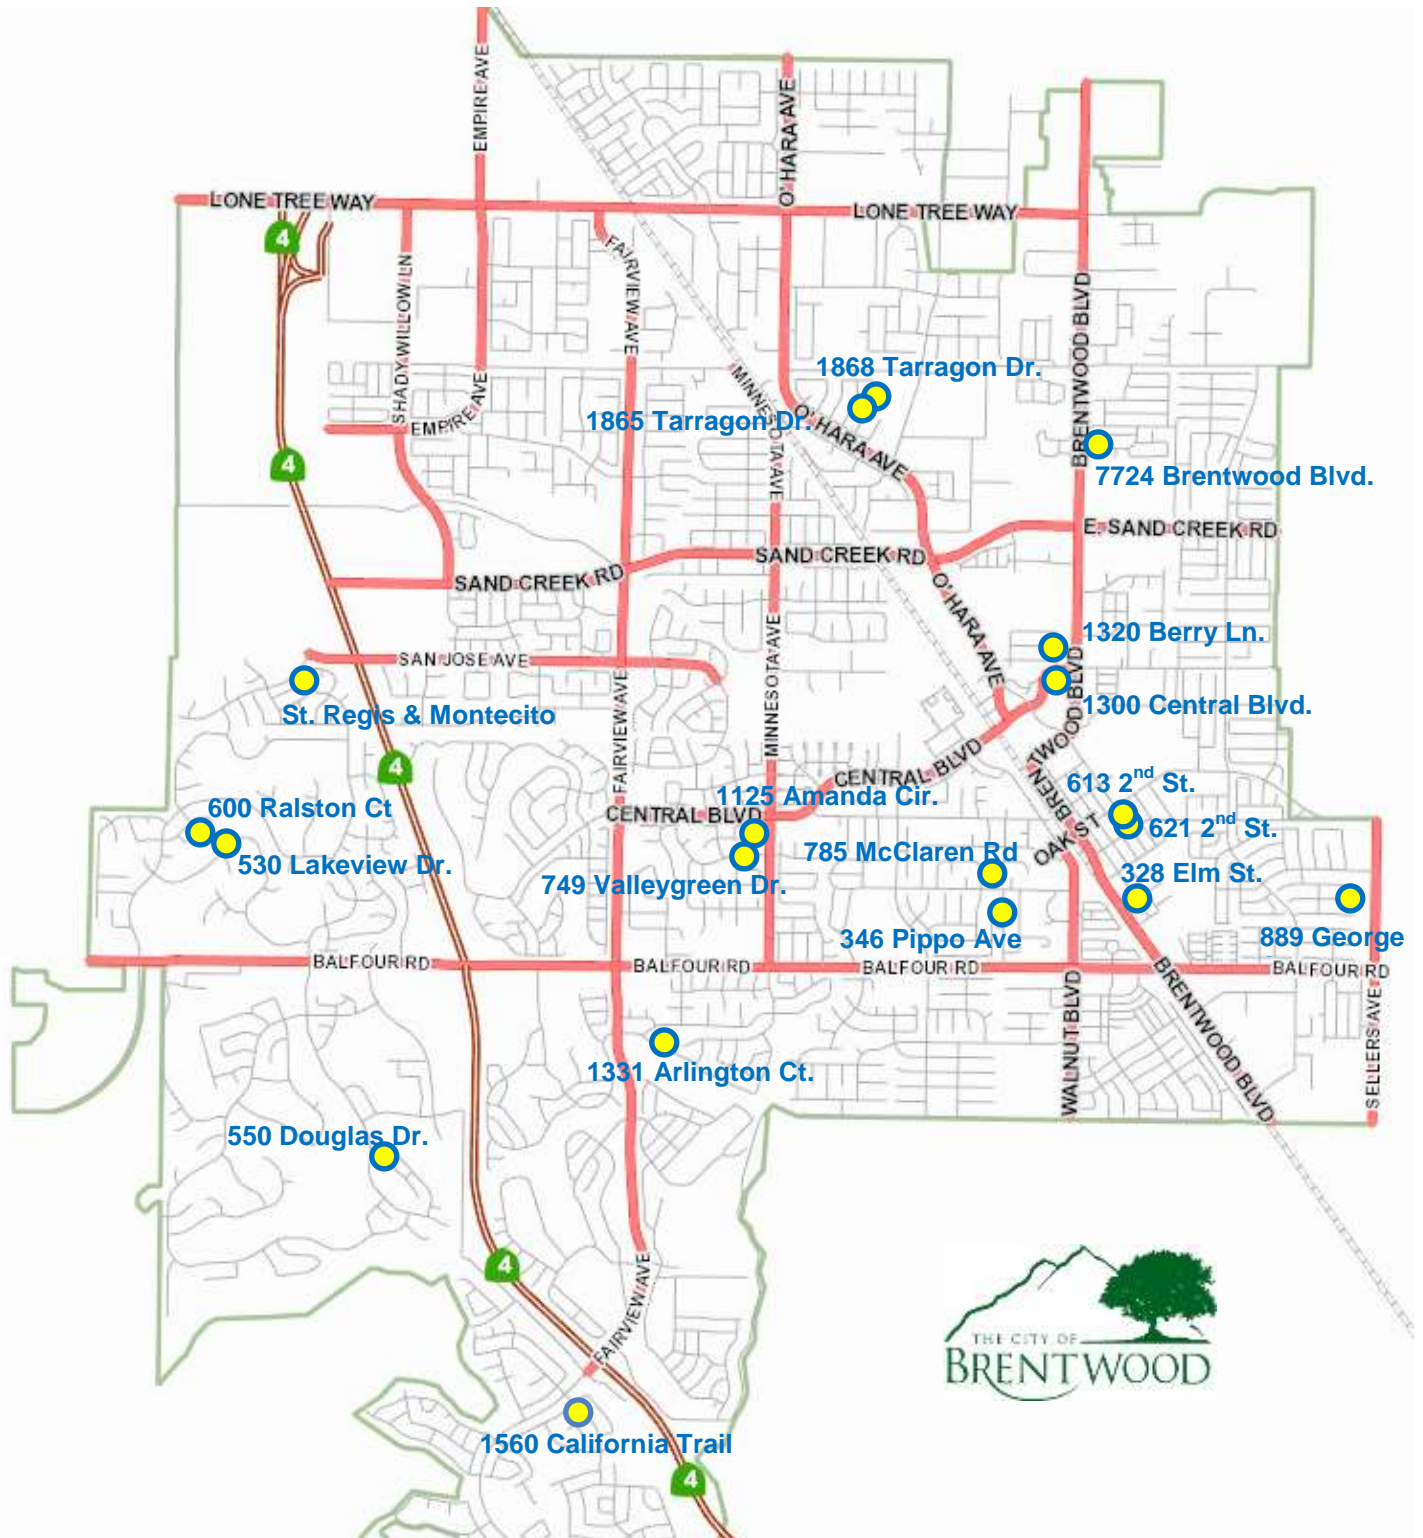 EMPIRE AVE
O'HARA AVE
LONE TREE WAY
LONE TREE WAY
4
FAIRVIEW AVE
SHADY WILLOW LN
BRENTWOOD BLVD
1868 Tarragon Dr.
MINNESOTA AVE
1865 Tarragon Dr.
O'HARA AVE
EMPIRE AVE
7724 Brentwood Blvd.
4
E. SAND CREEK RD
SAND CREEK RD
SAND CREEK RD
O'HARA AVE
1320 Berry Ln.
SAN JOSE AVE
MINNESOTA AVE
St. Regis & Montecito
1300 Central Blvd.
FAIRVIEW AVE
BRENTWOOD BLVD
4
CENTRAL BLVD
613 2nd St.
1125 Amanda Cir.
600 Ralston Ct
CENTRAL BLVD
621 2nd St.
OAK ST
785 McClaren Rd
530 Lakeview Dr.
749 Valleygreen Dr.
328 Elm St.
346 Pippo Ave
889 George
BALFOUR RD
BALFOUR RD
BALFOUR RD
BALFOUR RD
BRENTWOOD BLVD
WALNUT BLVD
SELLERS AVE
1331 Arlington Ct.
550 Douglas Dr.
4
FAIRVIEW AVE
THE CITY OF
BRENTWOOD
1560 California Trail
4